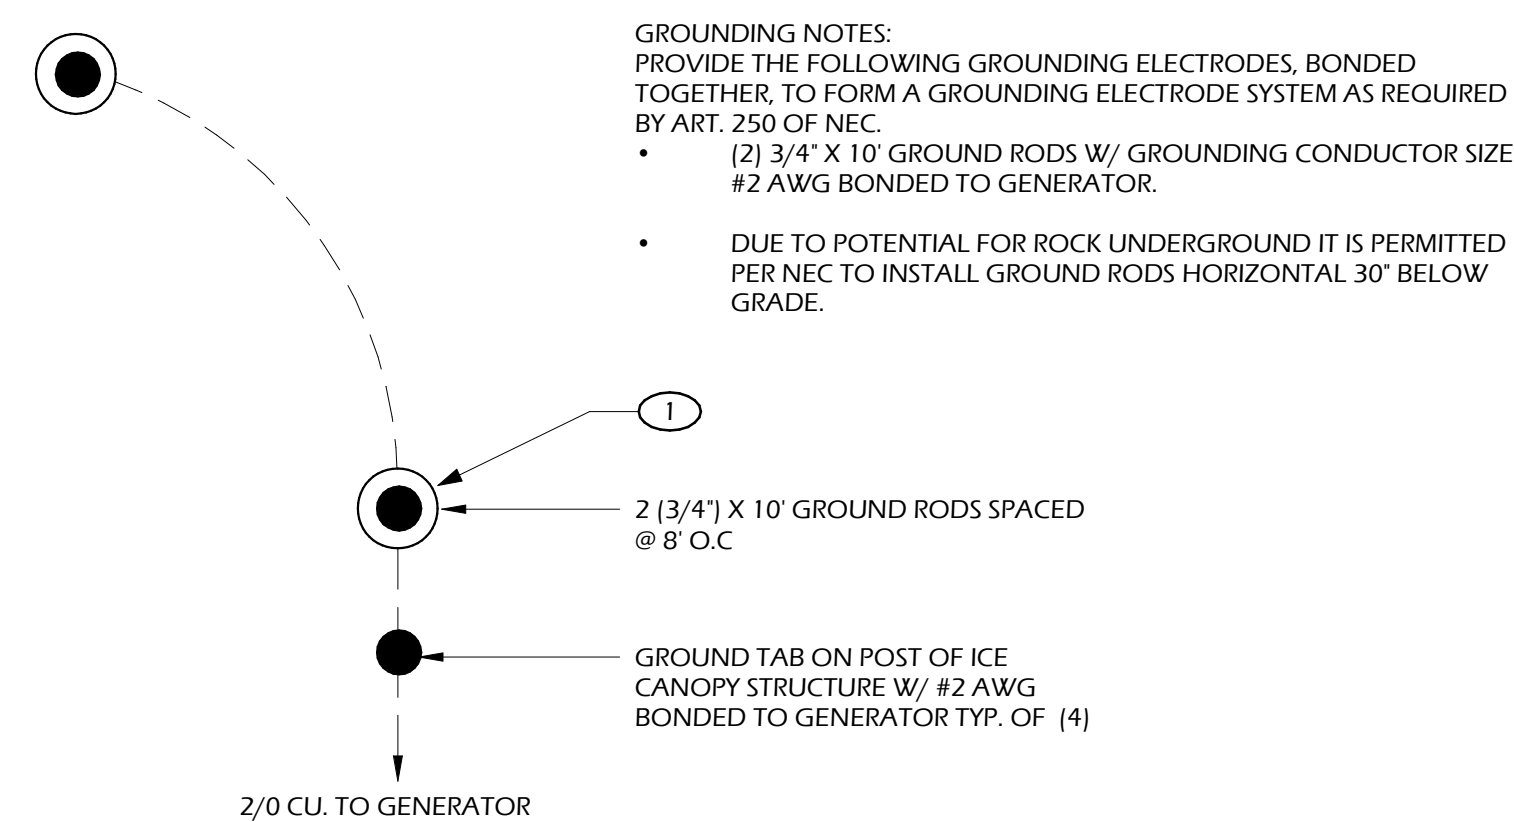 GROUNDING NOTES:
PROVIDE THE FOLLOWING GROUNDING ELECTRODES, BONDED
TOGETHER, TO FORM A GROUNDING ELECTRODE SYSTEM AS REQUIRED
BY ART. 250 OF NEC.
• (2) 3/4" X 10' GROUND RODS W/ GROUNDING CONDUCTOR SIZE
#2 AWG BONDED TO GENERATOR.
• DUE TO POTENTIAL FOR ROCK UNDERGROUND IT IS PERMITTED
PER NEC TO INSTALL GROUND RODS HORIZONTAL 30" BELOW
GRADE.
1
2 (3/4") X 10' GROUND RODS SPACED
@ 8' O.C
GROUND TAB ON POST OF ICE
CANOPY STRUCTURE W/ #2 AWG
BONDED TO GENERATOR TYP. OF (4)
2/0 CU. TO GENERATOR